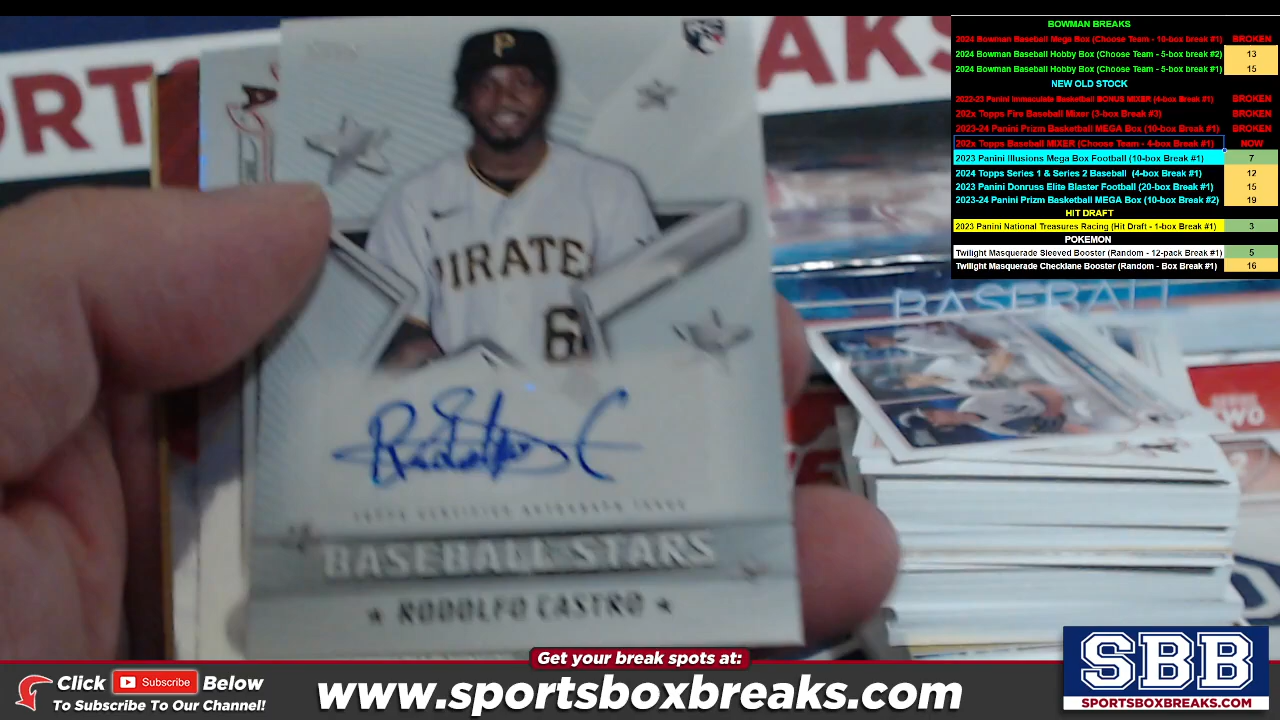 BOWMAN BREAKS
2024 Bowman Baseball Mega Box (Choose Team - 10-box break #1) BROKEN
2024 Bowman Baseball Hobby Box (Choose Team - 5-box break #2) 13
2024 Bowman Baseball Hobby Box (Choose Team - 5-box break #1) 15
NEW OLD STOCK
2022-23 Panini Immaculate Basketball BONUS MIXER (4-box Break #1) BROKEN
202x Topps Fire Baseball Mixer (3-box Break #3) BROKEN
2023-24 Panini Prizm Basketball MEGA Box (10-box Break #1) BROKEN
202x Topps Baseball MIXER (Choose Team - 4-box Break #1) NOW
2023 Panini Illusions Mega Box Football (10-box Break #1) 7
2024 Topps Series 1 & Series 2 Baseball (4-box Break #1) 12
2023 Panini Donruss Elite Blaster Football (20-box Break #1) 15
2023-24 Panini Prizm Basketball MEGA Box (10-box Break #2) 19
HIT DRAFT
2023 Panini National Treasures Racing (Hit Draft - 1-box Break #1) 3
POKEMON
Twilight Masquerade Sleeved Booster (Random - 12-pack Break #1) 5
Twilight Masquerade Checklane Booster (Random - Box Break #1) 16
P
PIRATE
6
TOPPS CERTIFIED AUTOGRAPH ISSUE
BASEBALL STARS
★ RODOLFO CASTRO ★
BASEBALL
TWO
Get your break spots at:
Click Subscribe Below
To Subscribe To Our Channel!
www.sportsboxbreaks.com
SBB
SPORTSBOXBREAKS.COM